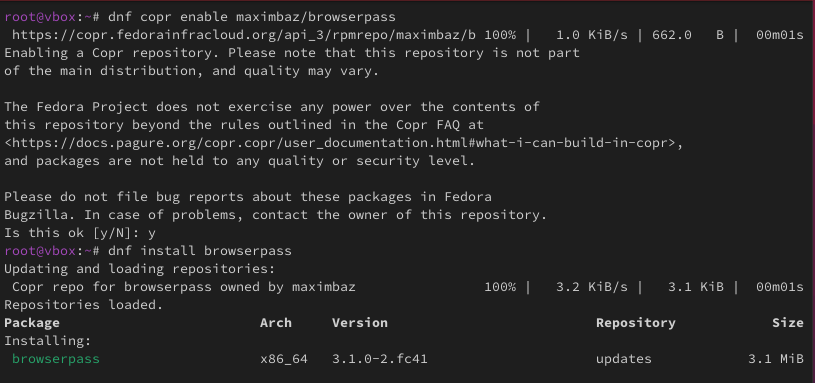 root@vbox:~# dnf copr enable maximbaz/browserpass
https://copr.fedorainfracloud.org/api_3/rpmrepo/maximbaz/b 100% |   1.0 KiB/s | 662.0   B |  00m01s
Enabling a Copr repository. Please note that this repository is not part
of the main distribution, and quality may vary.

The Fedora Project does not exercise any power over the contents of
this repository beyond the rules outlined in the Copr FAQ at
<https://docs.pagure.org/copr.copr/user_documentation.html#what-i-can-build-in-copr>,
and packages are not held to any quality or security level.

Please do not file bug reports about these packages in Fedora
Bugzilla. In case of problems, contact the owner of this repository.
Is this ok [y/N]: y
root@vbox:~# dnf install browserpass
Updating and loading repositories:
 Copr repo for browserpass owned by maximbaz                100% |   3.2 KiB/s |   3.1 KiB |  00m01s
Repositories loaded.
Package                         Arch     Version                          Repository           Size
Installing:
 browserpass                    x86_64   3.1.0-2.fc41                     updates           3.1 MiB